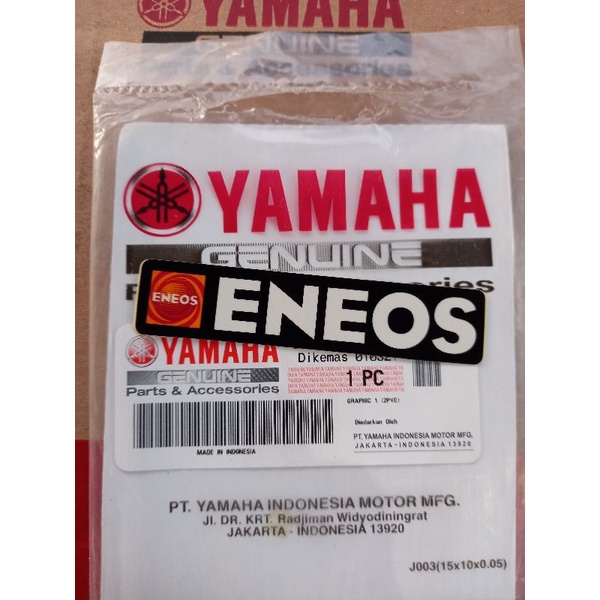 YAMAHA
GENUINE
Parts & Accessories
YAMAHA
GENUINE
ENEOS
ENEOS
YAMAHA
GENUINE
Parts & Accessories
Dikemas
1 PC
GRAPHIC 1 (2PVE)
MADE IN INDONESIA
Diedarkan Oleh
PT. YAMAHA INDONESIA MOTOR MFG.
JAKARTA - INDONESIA 13920
PT. YAMAHA INDONESIA MOTOR MFG.
Jl. DR. KRT. Radjiman Widyodiningrat
JAKARTA - INDONESIA 13920
J003(15x10x0.05)